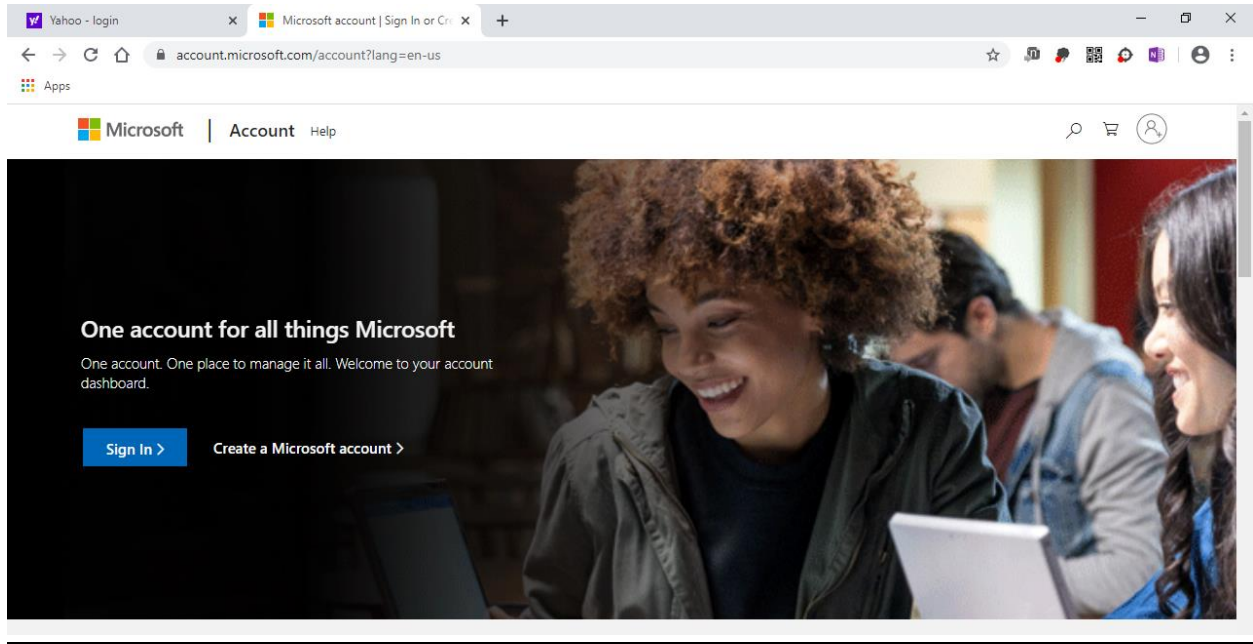 Yahoo - login
Microsoft account | Sign In or Cr
account.microsoft.com/account?lang=en-us
Apps
Microsoft | Account Help
One account for all things Microsoft
One account. One place to manage it all. Welcome to your account
dashboard.
Sign In > Create a Microsoft account >